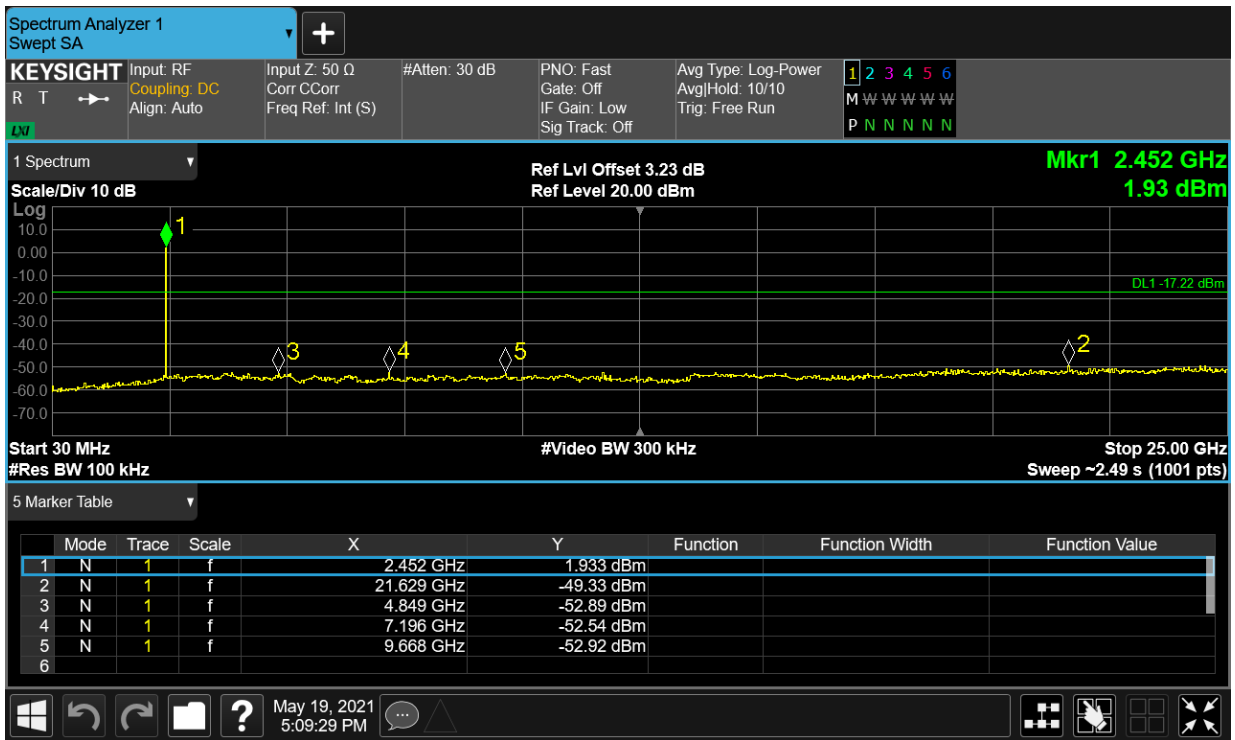 Spectrum Analyzer 1
Swept SA
+
KEYSIGHT
R T
LXI
Input: RF
Coupling: DC
Align: Auto
Input Z: 50 Ω
Corr CCorr
Freq Ref: Int (S)
#Atten: 30 dB
PNO: Fast
Gate: Off
IF Gain: Low
Sig Track: Off
Avg Type: Log-Power
Avg|Hold: 10/10
Trig: Free Run
1 2 3 4 5 6
M W W W W W
P N N N N N
1 Spectrum
Scale/Div 10 dB
Ref Lvl Offset 3.23 dB
Ref Level 20.00 dBm
Mkr1 2.452 GHz
1.93 dBm
Log
10.0
0.00
-10.0
-20.0
-30.0
-40.0
-50.0
-60.0
-70.0
1
3
4
5
2
DL1 -17.22 dBm
Start 30 MHz
#Video BW 300 kHz
Stop 25.00 GHz
#Res BW 100 kHz
Sweep ~2.49 s (1001 pts)
5 Marker Table
Mode Trace Scale X Y Function Function Width Function Value
1 N 1 f 2.452 GHz 1.933 dBm
2 N 1 f 21.629 GHz -49.33 dBm
3 N 1 f 4.849 GHz -52.89 dBm
4 N 1 f 7.196 GHz -52.54 dBm
5 N 1 f 9.668 GHz -52.92 dBm
6
?
May 19, 2021
5:09:29 PM